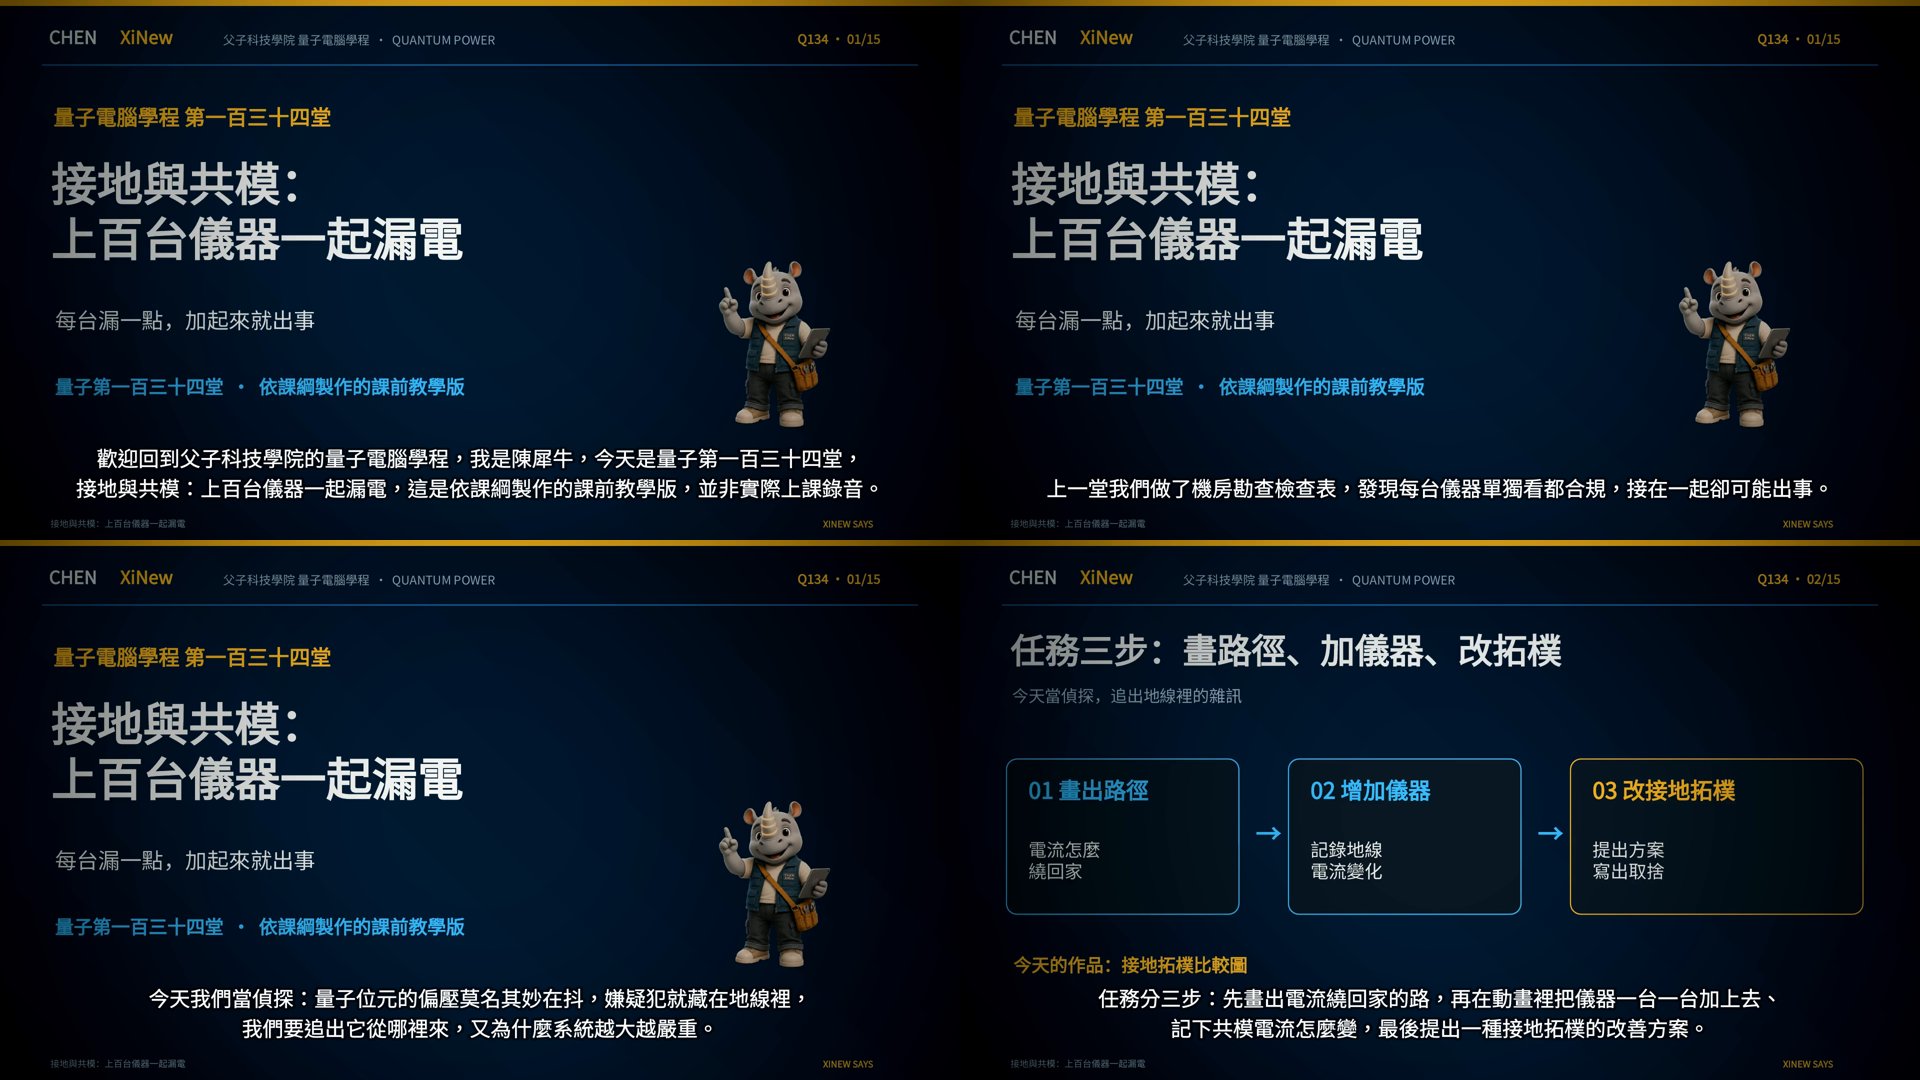 CHEN XiNew 父子科技學院 量子電腦學程 · QUANTUM POWER Q134 · 01/15
量子電腦學程 第一百三十四堂
接地與共模：
上百台儀器一起漏電
每台漏一點，加起來就出事
量子第一百三十四堂 · 依課綱製作的課前教學版
歡迎回到父子科技學院的量子電腦學程，我是陳犀牛，今天是量子第一百三十四堂，
接地與共模：上百台儀器一起漏電，這是依課綱製作的課前教學版，並非實際上課錄音。
接地與共模：上百台儀器一起漏電 XINEW SAYS
CHEN XiNew 父子科技學院 量子電腦學程 · QUANTUM POWER Q134 · 01/15
量子電腦學程 第一百三十四堂
接地與共模：
上百台儀器一起漏電
每台漏一點，加起來就出事
量子第一百三十四堂 · 依課綱製作的課前教學版
上一堂我們做了機房勘查檢查表，發現每台儀器單獨看都合規，接在一起卻可能出事。
接地與共模：上百台儀器一起漏電 XINEW SAYS
CHEN XiNew 父子科技學院 量子電腦學程 · QUANTUM POWER Q134 · 01/15
量子電腦學程 第一百三十四堂
接地與共模：
上百台儀器一起漏電
每台漏一點，加起來就出事
量子第一百三十四堂 · 依課綱製作的課前教學版
今天我們當偵探：量子位元的偏壓莫名其妙在抖，嫌疑犯就藏在地線裡，
我們要追出它從哪裡來，又為什麼系統越大越嚴重。
接地與共模：上百台儀器一起漏電 XINEW SAYS
CHEN XiNew 父子科技學院 量子電腦學程 · QUANTUM POWER Q134 · 02/15
任務三步：畫路徑、加儀器、改拓樸
今天當偵探，追出地線裡的雜訊
01 畫出路徑
電流怎麼
繞回家
→
02 增加儀器
記錄地線
電流變化
→
03 改接地拓樸
提出方案
寫出取捨
今天的作品：接地拓樸比較圖
任務分三步：先畫出電流繞回家的路，再在動畫裡把儀器一台一台加上去、
記下共模電流怎麼變，最後提出一種接地拓樸的改善方案。
接地與共模：上百台儀器一起漏電 XINEW SAYS